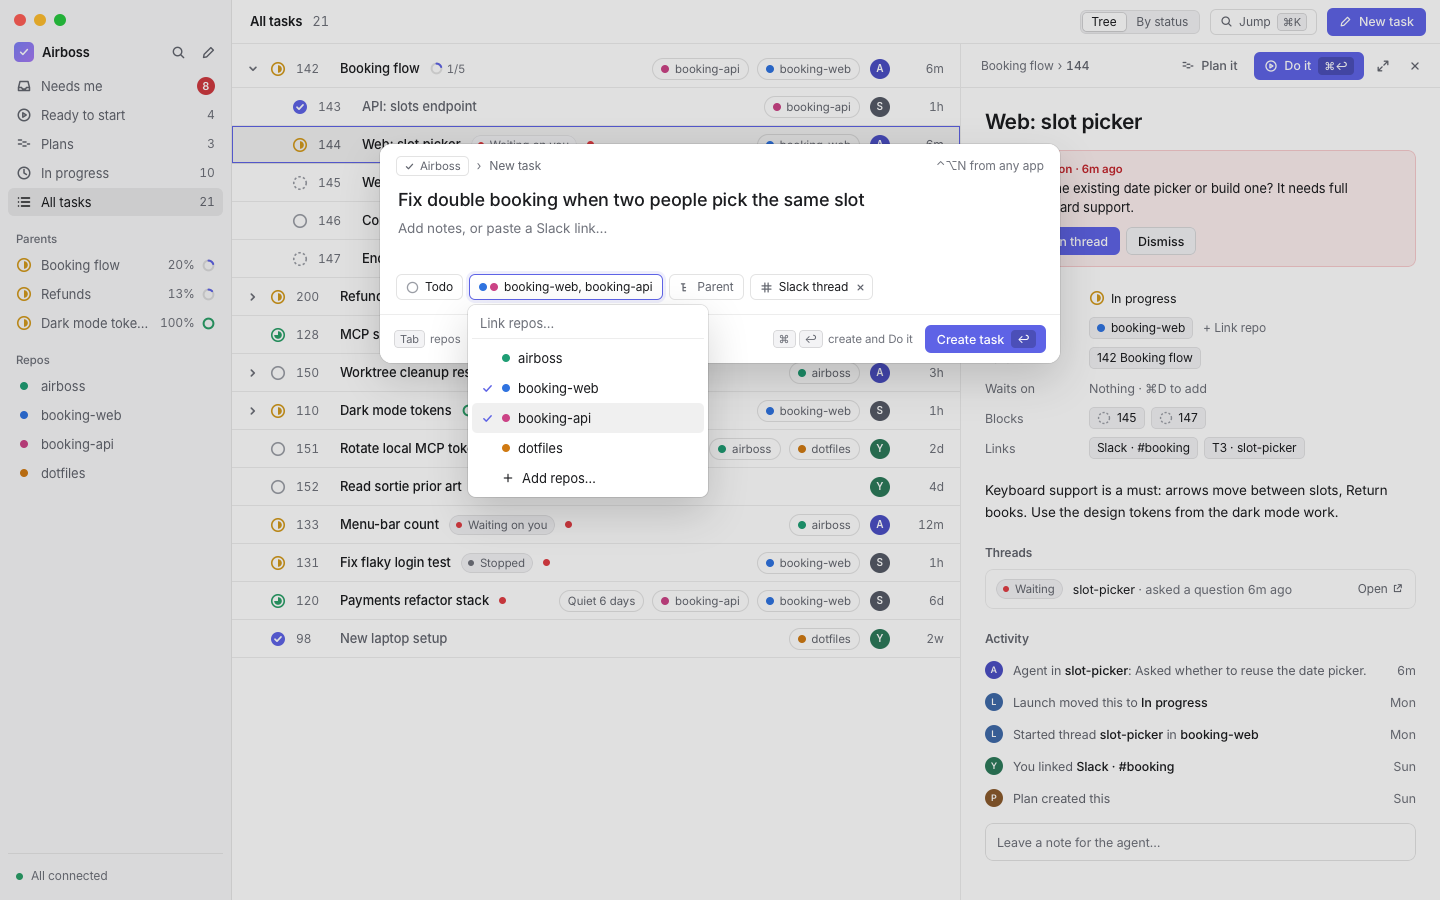 Airboss
Needs me 8
Ready to start 4
Plans 3
In progress 10
All tasks 21
Parents
Booking flow 20%
Refunds 13%
Dark mode toke... 100%
Repos
airboss
booking-web
booking-api
dotfiles
All connected
All tasks 21
Tree By status Jump ⌘K New task
142 Booking flow 1/5 booking-api booking-web A 6m
143 API: slots endpoint booking-api S 1h
144 Web: slot picker Waiting on you booking-web A 6m
145 We
146 Co
147 End
200 Refund
128 MCP s
150 Worktree cleanup res airboss A 3h
110 Dark mode tokens booking-web S 1h
151 Rotate local MCP tok airboss dotfiles Y 2d
152 Read sortie prior art Y 4d
133 Menu-bar count Waiting on you airboss A 12m
131 Fix flaky login test Stopped booking-web S 1h
120 Payments refactor stack Quiet 6 days booking-api booking-web S 6d
98 New laptop setup dotfiles Y 2w
Airboss › New task ^⌥N from any app
Fix double booking when two people pick the same slot
Add notes, or paste a Slack link...
Todo booking-web, booking-api Parent Slack thread ×
Tab repos ⌘ ↩ create and Do it Create task ↩
Link repos...
airboss
booking-web
booking-api
dotfiles
+ Add repos...
Booking flow › 144 Plan it Do it ⌘↩ ×
Web: slot picker
on · 6m ago
e existing date picker or build one? It needs full
ard support.
n thread Dismiss
In progress
booking-web + Link repo
142 Booking flow
Waits on Nothing · ⌘D to add
Blocks 145 147
Links Slack · #booking T3 · slot-picker
Keyboard support is a must: arrows move between slots, Return
books. Use the design tokens from the dark mode work.
Threads
Waiting slot-picker · asked a question 6m ago Open
Activity
A Agent in slot-picker: Asked whether to reuse the date picker. 6m
L Launch moved this to In progress Mon
L Started thread slot-picker in booking-web Mon
Y You linked Slack · #booking Sun
P Plan created this Sun
Leave a note for the agent...